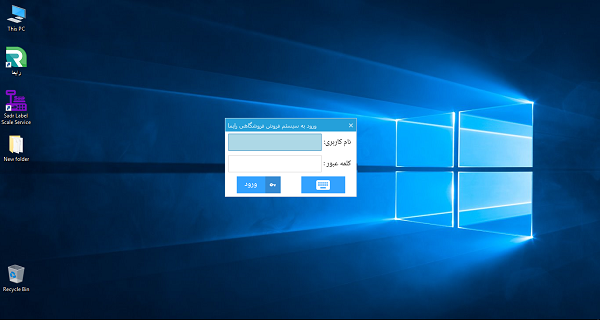 This PC
رایما
Sadr Label
Scale Service
New folder
Recycle Bin
ورود به سیستم فروش فروشگاهی رایما
نام کاربری:
کلمه عبور :
ورود